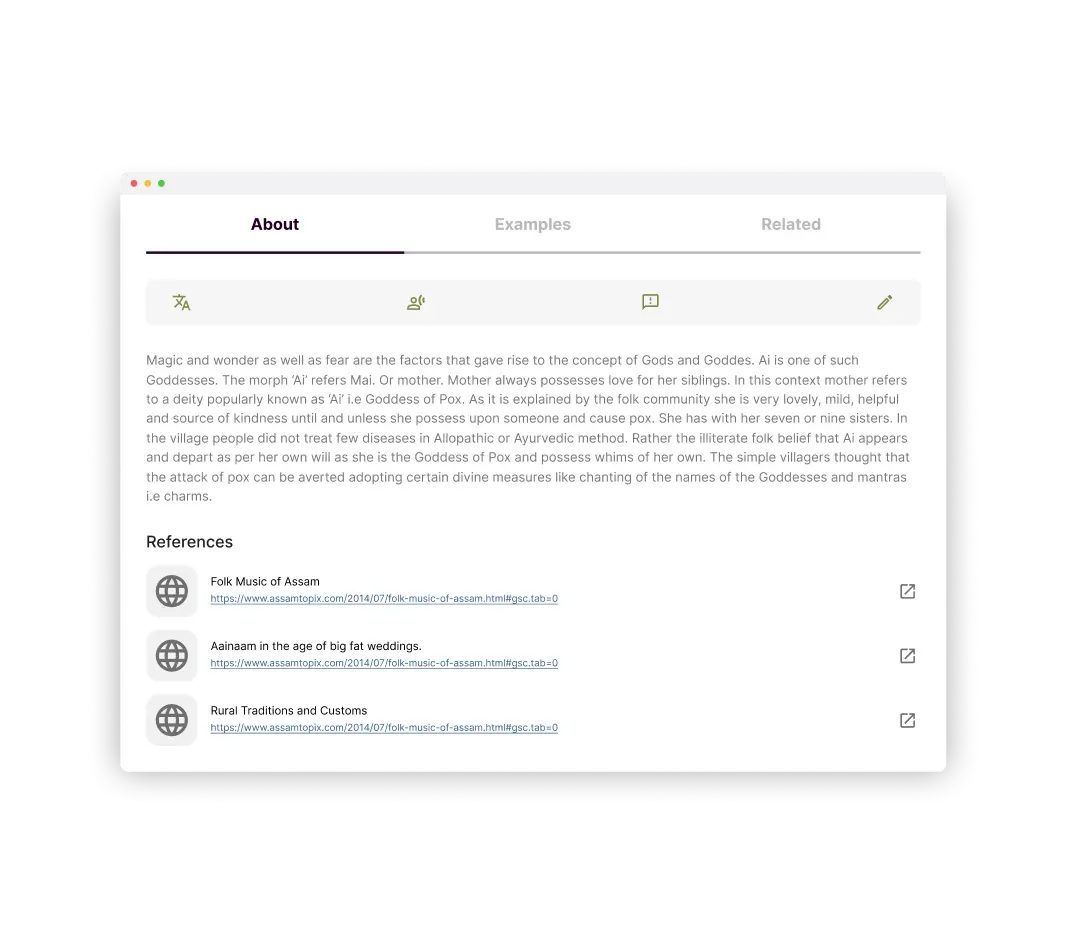 About
Examples
Related
Magic and wonder as well as fear are the factors that gave rise to the concept of Gods and Goddes. Ai is one of such
Goddesses. The morph ‘Ai’ refers Mai. Or mother. Mother always possesses love for her siblings. In this context mother refers
to a deity popularly known as ‘Ai’ i.e Goddess of Pox. As it is explained by the folk community she is very lovely, mild, helpful
and source of kindness until and unless she possess upon someone and cause pox. She has with her seven or nine sisters. In
the village people did not treat few diseases in Allopathic or Ayurvedic method. Rather the illiterate folk belief that Ai appears
and depart as per her own will as she is the Goddess of Pox and possess whims of her own. The simple villagers thought that
the attack of pox can be averted adopting certain divine measures like chanting of the names of the Goddesses and mantras
i.e charms.
References
Folk Music of Assam
https://www.assamtopix.com/2014/07/folk-music-of-assam.html#gsc.tab=0
Aainaam in the age of big fat weddings.
https://www.assamtopix.com/2014/07/folk-music-of-assam.html#gsc.tab=0
Rural Traditions and Customs
https://www.assamtopix.com/2014/07/folk-music-of-assam.html#gsc.tab=0